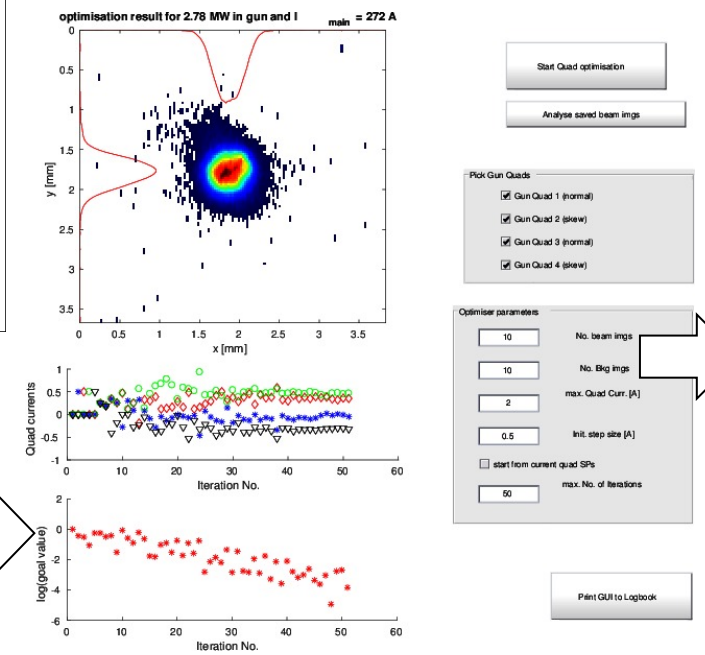 optimisation result for 2.78 MW in gun and I main = 272 A
0
0.5
1
1.5
2
2.5
3
3.5
y [mm]
0 0.5 1 1.5 2 2.5 3 3.5
x [mm]
1
0.5
0
-0.5
-1
Quad currents
0 10 20 30 40 50 60
Iteration No.
2
0
-2
-4
-6
log(goal value)
0 10 20 30 40 50 60
Iteration No.
Start Quad optimisation
Analyse saved beam imgs
Pick Gun Quads
Gun Quad 1 (normal)
Gun Quad 2 (skew)
Gun Quad 3 (normal)
Gun Quad 4 (skew)
Optimiser parameters
10 No. beam imgs
10 No. Bkg imgs
2 max. Quad Curr. [A]
0.5 Init. step size [A]
start from current quad SPs
50 max. No. of Iterations
Print GUI to Logbook